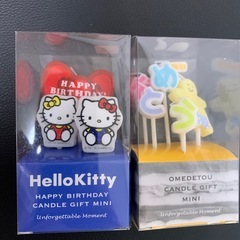 HAPPY
BIRTHDAY!
HelloKitty
HAPPY BIRTHDAY
CANDLE GIFT MINI
Unforgettable Moment
OMEDETOU
CANDLE GIFT
MINI
Unforgettable Moment